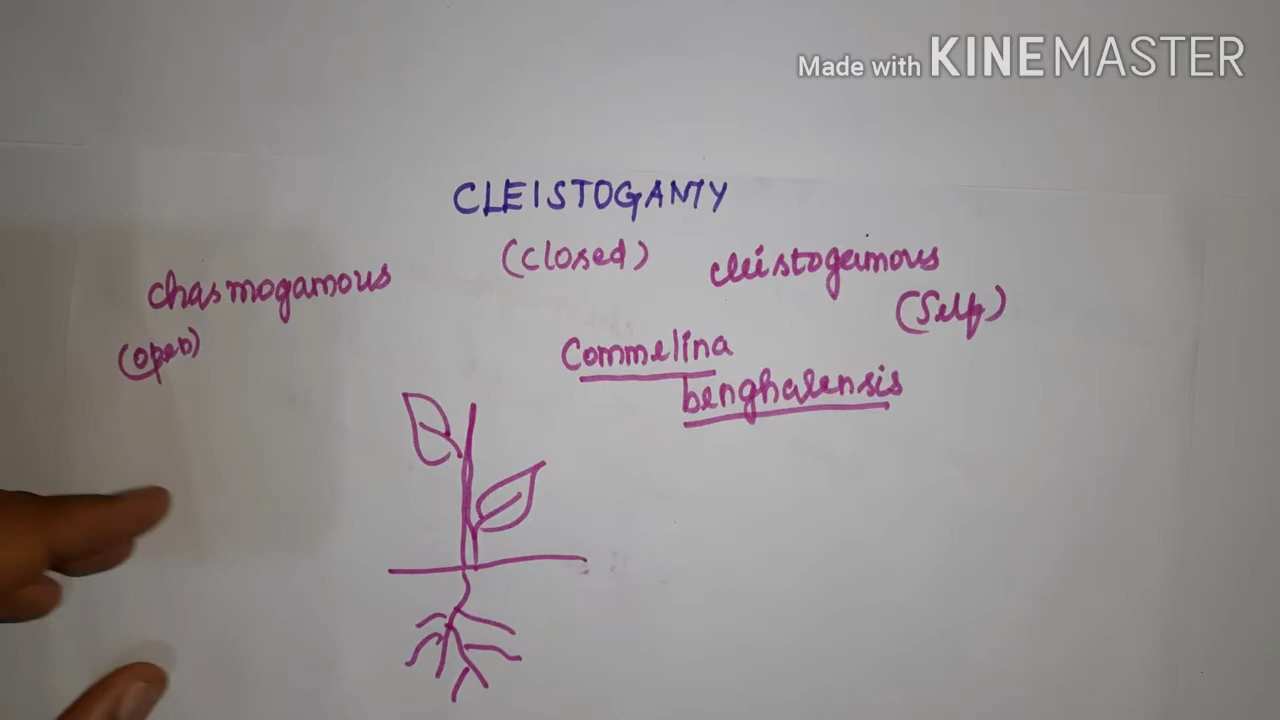 Made with KINEMASTER
CLEISTOGAMY
(closed)
chasmogamous
(open)
cleistogamous
(Self)
Commelina
benghalensis